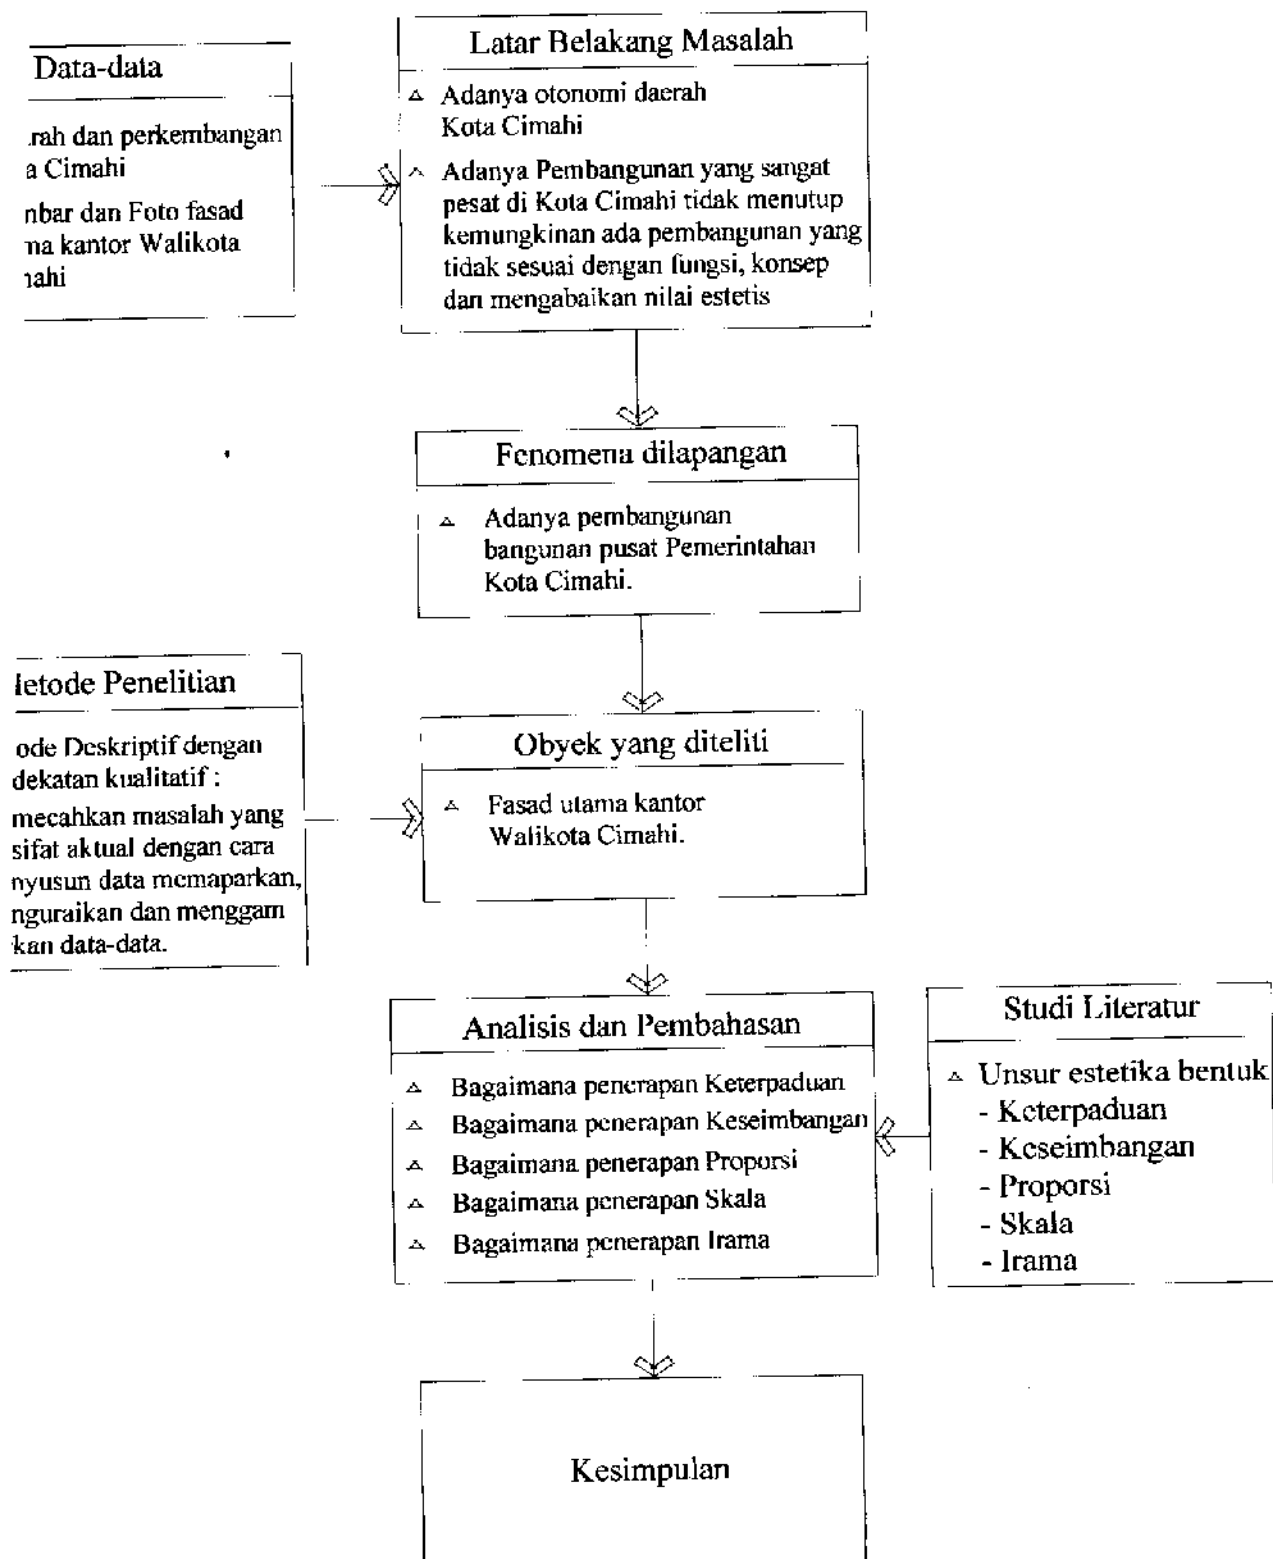 Latar Belakang Masalah
Adanya otonomi daerah
Kota Cimahi
Adanya Pembangunan yang sangat
pesat di Kota Cimahi tidak menutup
kemungkinan ada pembangunan yang
tidak sesuai dengan fungsi, konsep
dan mengabaikan nilai estetis
Data-data
rah dan perkembangan
a Cimahi
nbar dan Foto fasad
na kantor Walikota
nahi
Fenomena dilapangan
Adanya pembangunan
bangunan pusat Pemerintahan
Kota Cimahi.
letode Penelitian
ode Deskriptif dengan
dekatan kualitatif :
mecahkan masalah yang
sifat aktual dengan cara
nyusun data memaparkan,
nguraikan dan menggam
kan data-data.
Obyek yang diteliti
Fasad utama kantor
Walikota Cimahi.
Analisis dan Pembahasan
Bagaimana penerapan Keterpaduan
Bagaimana penerapan Keseimbangan
Bagaimana penerapan Proporsi
Bagaimana penerapan Skala
Bagaimana penerapan Irama
Studi Literatur
Unsur estetika bentuk
- Keterpaduan
- Keseimbangan
- Proporsi
- Skala
- Irama
Kesimpulan